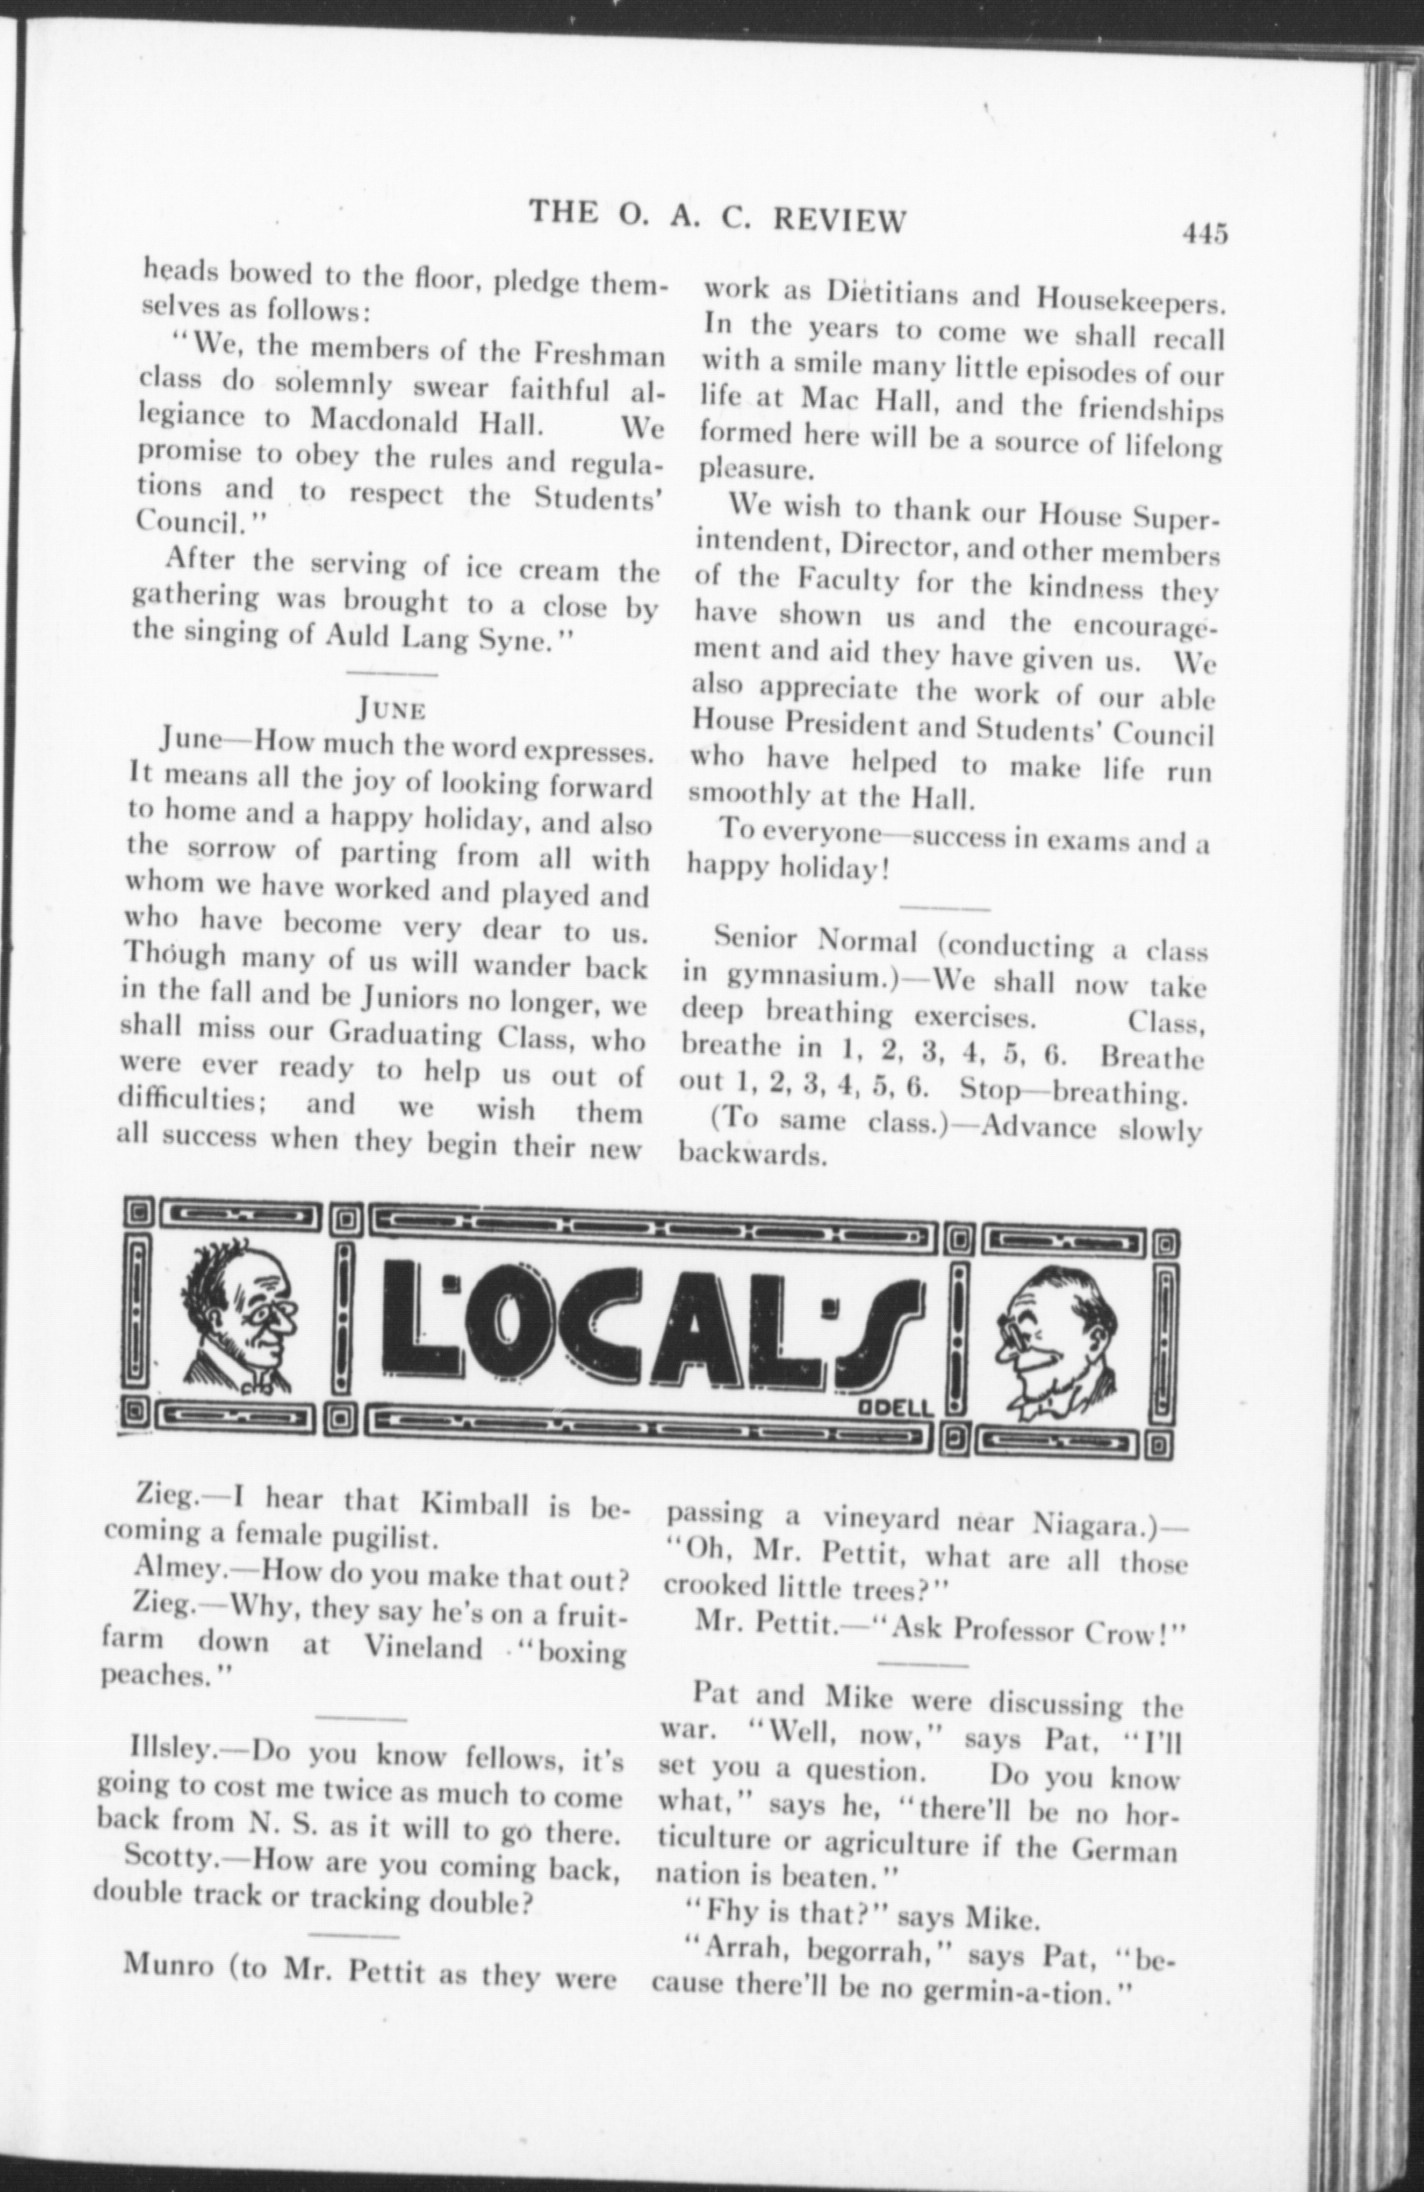 THE O. A. C. REVIEW
445
heads bowed to the floor, pledge them-
selves as follows:
"We, the members of the Freshman
class do solemnly swear faithful al-
legiance to Macdonald Hall. We
promise to obey the rules and regula-
tions and to respect the Students'
Council."
After the serving of ice cream the
gathering was brought to a close by
the singing of Auld Lang Syne."
JUNE
June—How much the word expresses.
It means all the joy of looking forward
to home and a happy holiday, and also
the sorrow of parting from all with
whom we have worked and played and
who have become very dear to us.
Though many of us will wander back
in the fall and be Juniors no longer, we
shall miss our Graduating Class, who
were ever ready to help us out of
difficulties; and we wish them
all success when they begin their new
work as Dietitians and Housekeepers.
In the years to come we shall recall
with a smile many little episodes of our
life at Mac Hall, and the friendships
formed here will be a source of lifelong
pleasure.
We wish to thank our House Super-
intendent, Director, and other members
of the Faculty for the kindness they
have shown us and the encourage-
ment and aid they have given us. We
also appreciate the work of our able
House President and Students' Council
who have helped to make life run
smoothly at the Hall.
To everyone—success in exams and a
happy holiday!
Senior Normal (conducting a class
in gymnasium.)—We shall now take
deep breathing exercises. Class,
breathe in 1, 2, 3, 4, 5, 6. Breathe
out 1, 2, 3, 4, 5, 6. Stop—breathing.
(To same class.)—Advance slowly
backwards.
LOCALS
ODELL
Zieg.—I hear that Kimball is be-
coming a female pugilist.
Almey.—How do you make that out?
Zieg.—Why, they say he's on a fruit-
farm down at Vineland "boxing
peaches."
Illsley.—Do you know fellows, it's
going to cost me twice as much to come
back from N. S. as it will to go there.
Scotty.—How are you coming back,
double track or tracking double?
Munro (to Mr. Pettit as they were
passing a vineyard near Niagara.)—
"Oh, Mr. Pettit, what are all those
crooked little trees?"
Mr. Pettit.—"Ask Professor Crow!"
Pat and Mike were discussing the
war. "Well, now," says Pat, "I'll
set you a question. Do you know
what," says he, "there'll be no hor-
ticulture or agriculture if the German
nation is beaten."
"Fhy is that?" says Mike.
"Arrah, begorrah," says Pat, "be-
cause there'll be no germin-a-tion."